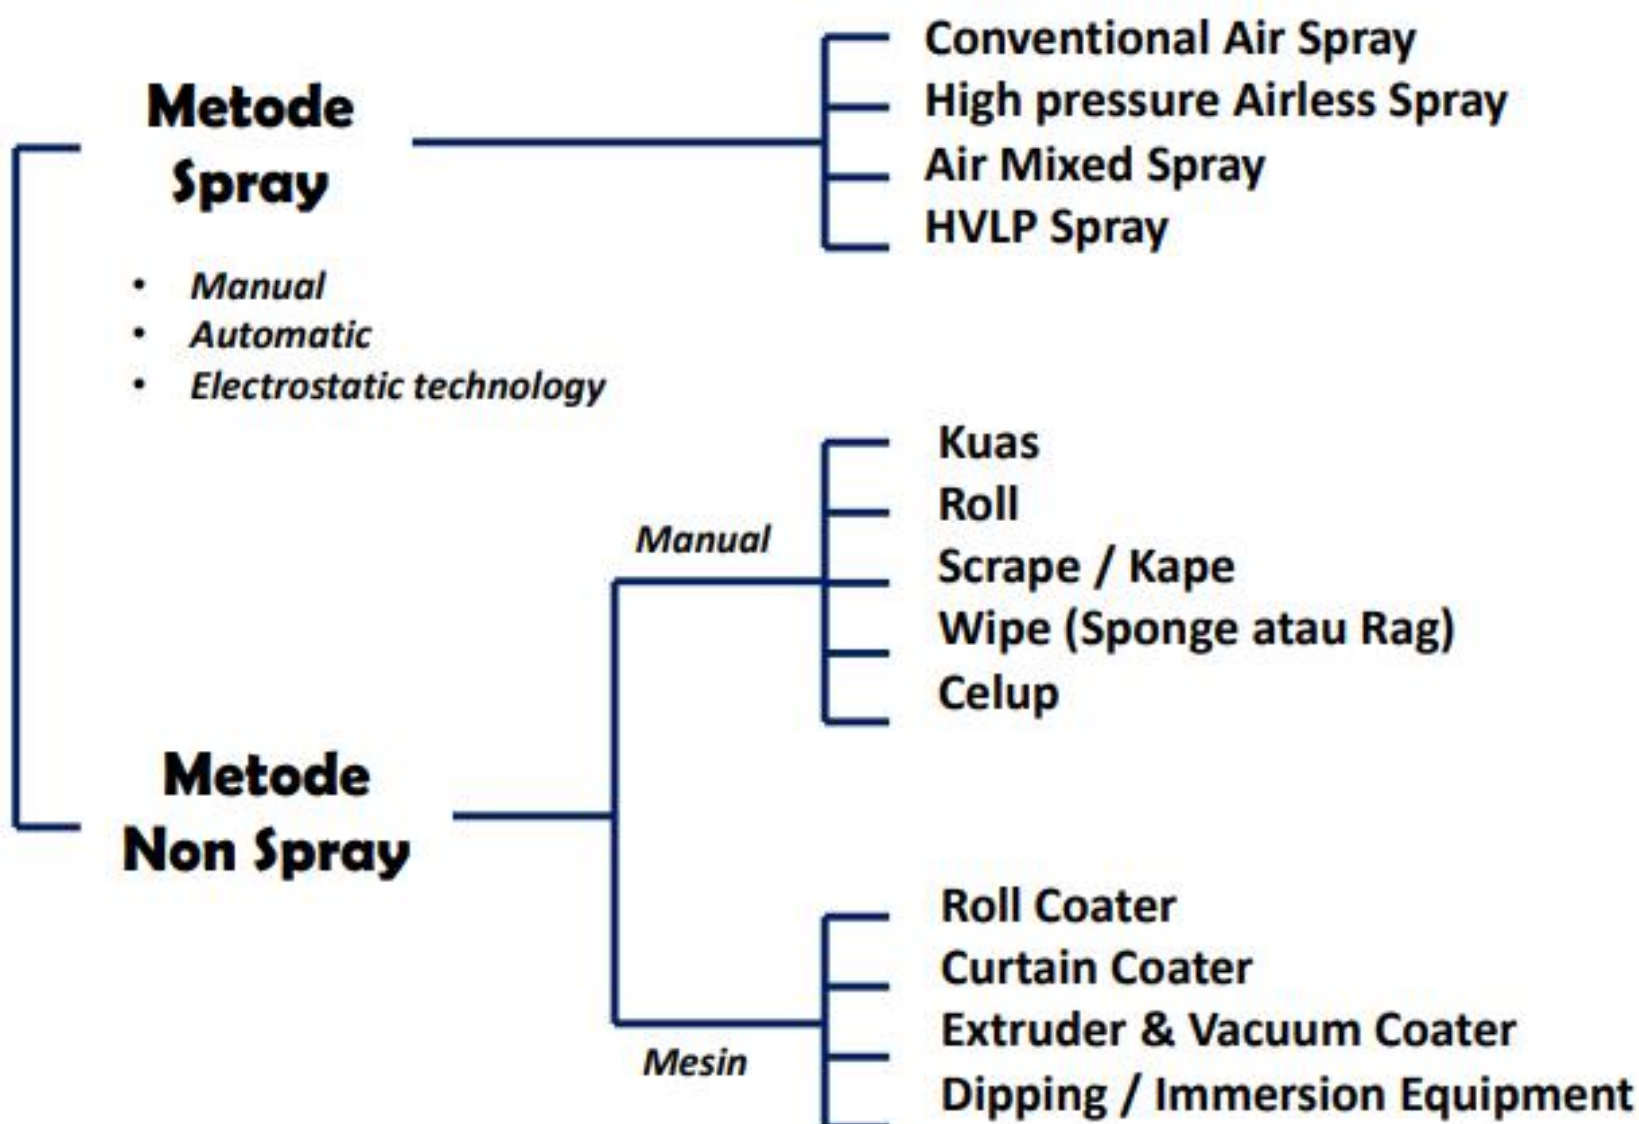 Metode
Spray
• Manual
• Automatic
• Electrostatic technology
Conventional Air Spray
High pressure Airless Spray
Air Mixed Spray
HVLP Spray
Metode
Non Spray
Manual
Kuas
Roll
Scrape / Kape
Wipe (Sponge atau Rag)
Celup
Mesin
Roll Coater
Curtain Coater
Extruder & Vacuum Coater
Dipping / Immersion Equipment